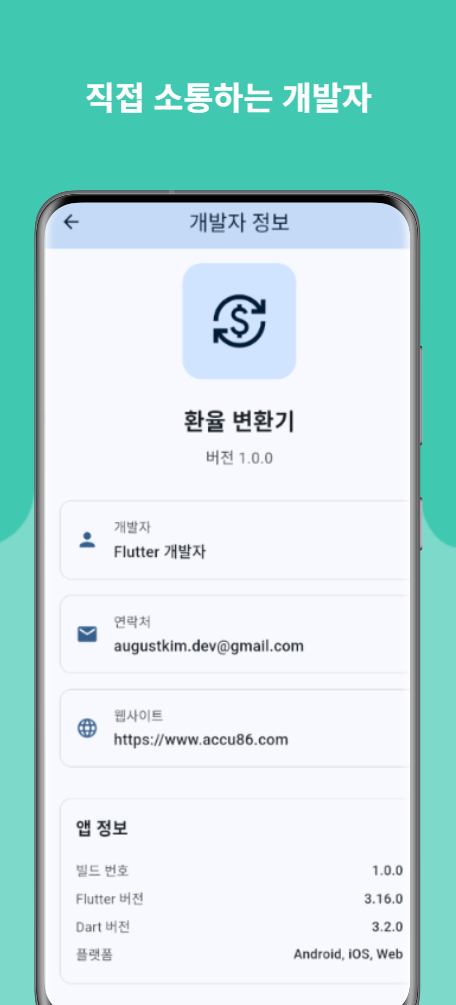 직접 소통하는 개발자
개발자 정보
환율 변환기
버전 1.0.0
개발자
Flutter 개발자
연락처
augustkim.dev@gmail.com
웹사이트
https://www.accu86.com
앱 정보
빌드 번호 1.0.0
Flutter 버전 3.16.0
Dart 버전 3.2.0
플랫폼 Android, iOS, Web